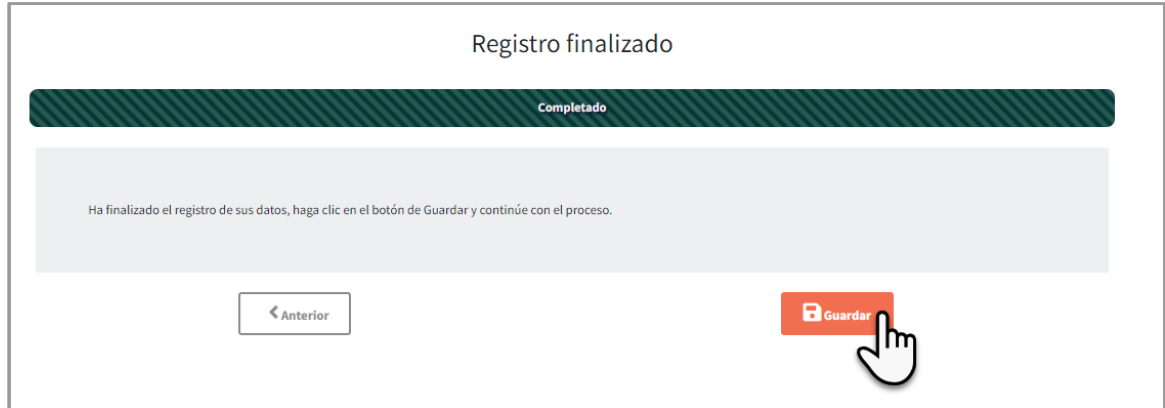 Registro finalizado
Completado
Ha finalizado el registro de sus datos, haga clic en el botón de Guardar y continúe con el proceso.
Anterior
Guardar